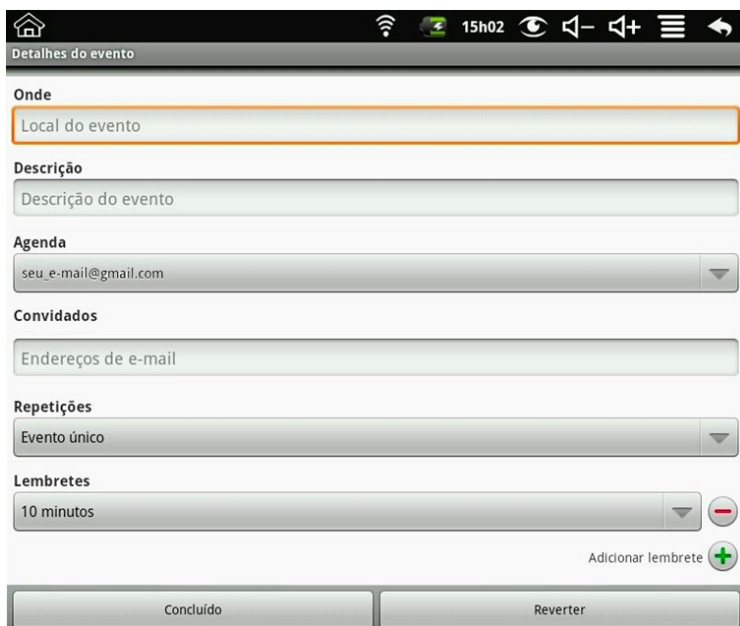 15h02
Detalhes do evento
Onde
Local do evento
Descrição
Descrição do evento
Agenda
seu_e-mail@gmail.com
Convidados
Endereços de e-mail
Repetições
Evento único
Lembretes
10 minutos
Adicionar lembrete
Concluído Reverter